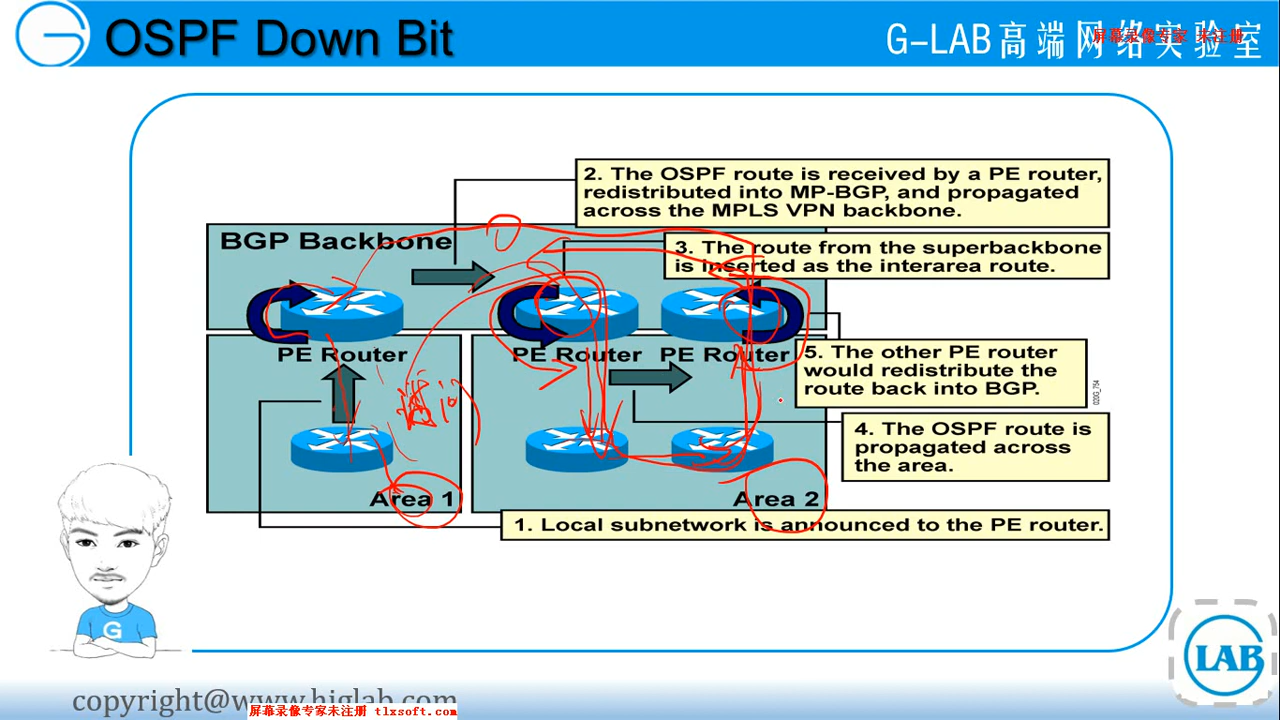 OSPF Down Bit
G-LAB高端网络实验室
屏幕录像专家 未注册
2. The OSPF route is received by a PE router,
redistributed into MP-BGP, and propagated
across the MPLS VPN backbone.
BGP Backbone
3. The route from the superbackbone
is inserted as the interarea route.
PE Router
PE Router
PE Router
5. The other PE router
would redistribute the
route back into BGP.
020G_754
4. The OSPF route is
propagated across
the area.
Area 1
Area 2
1. Local subnetwork is announced to the PE router.
G
LAB
copyright@www.higlab.com
屏幕录像专家未注册 tlxsoft.com